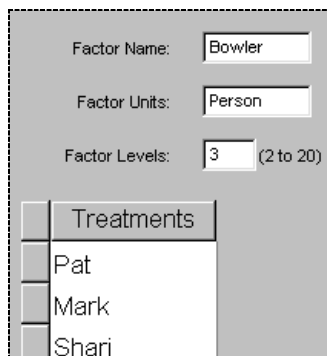 Factor Name: Bowler
Factor Units: Person
Factor Levels: 3 (2 to 20)
Treatments
Pat
Mark
Shari